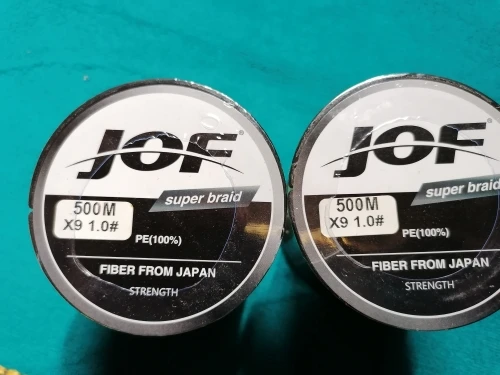 JOF®
super braid
500M
X9 1.0#
PE(100%)
FIBER FROM JAPAN
STRENGTH
JOF®
super braid
500M
X9 1.0#
PE(100%)
FIBER FROM JAPAN
STRENGTH